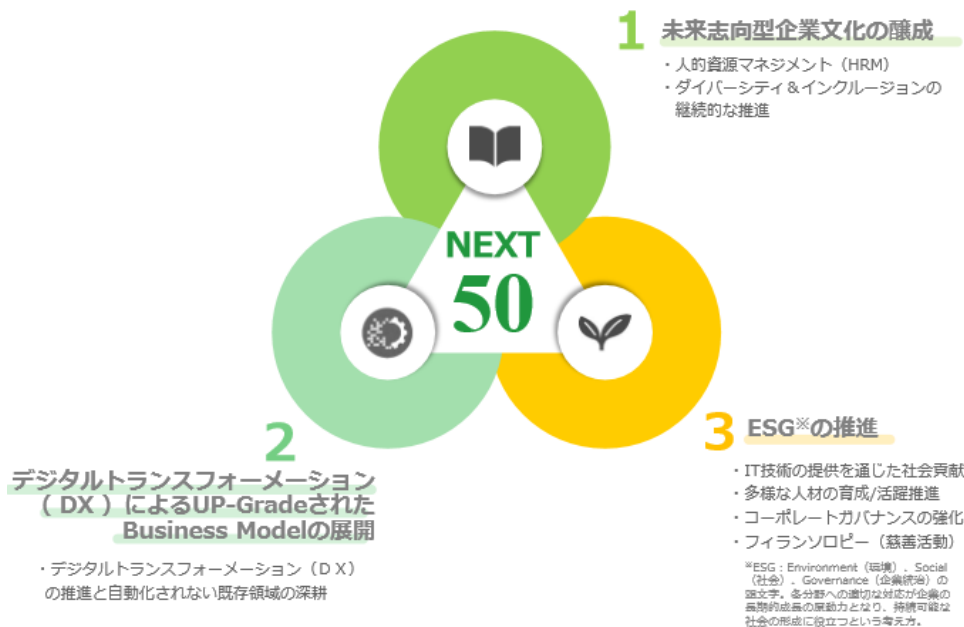 1 未来志向型企業文化の醸成
・人的資源マネジメント（HRM）
・ダイバーシティ＆インクルージョンの
継続的な推進
NEXT
50
2
デジタルトランスフォーメーション
（ DX ）によるUP-Gradeされた
Business Modelの展開
・デジタルトランスフォーメーション（ＤＸ）
の推進と自動化されない既存領域の深耕
3 ESG※の推進
・IT技術の提供を通じた社会貢献
・多様な人材の育成/活躍推進
・コーポレートガバナンスの強化
・フィランソロピー（慈善活動）
※ESG：Environment（環境）、Social
（社会）、Governance（企業統治）の
頭文字。各分野への適切な対応が企業の
長期的成長の原動力となり、持続可能な
社会の形成に役立つという考え方。